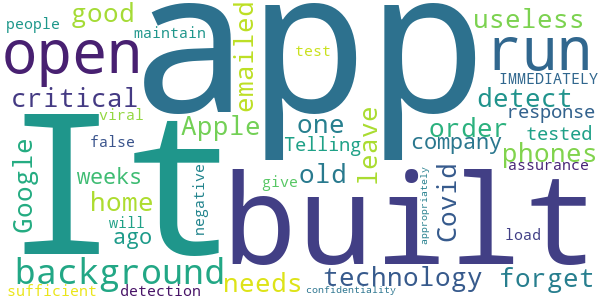 people
good
maintain
emailed
app
test
useless
open
run
IMMEDIATELY
critical
viral
Apple
false
one
Telling
leave
detect
order
response
tested
company
phones
assurance
It
Google
weeks
home
will
ago
negative
give
old
built
appropriately
Covid
load
background
needs
technology
forget
sufficient
detection
confidentiality